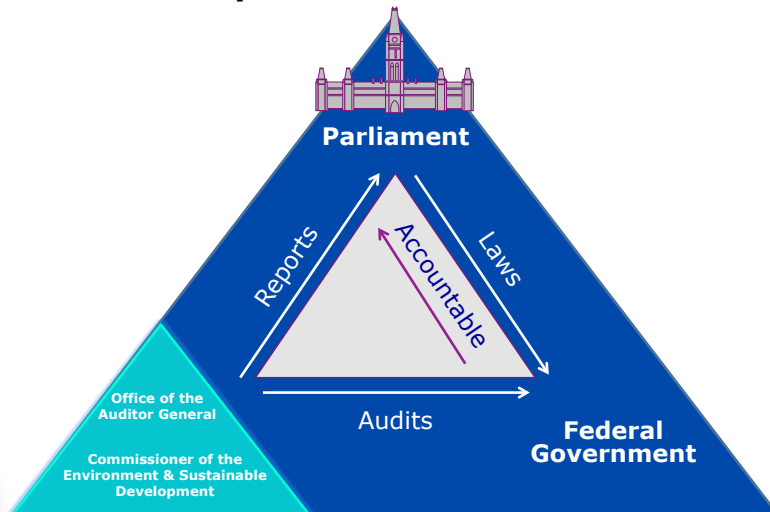 Parliament
Reports
Laws
Accountable
Audits
Office of the
Auditor General
Commissioner of the
Environment & Sustainable
Development
Federal
Government